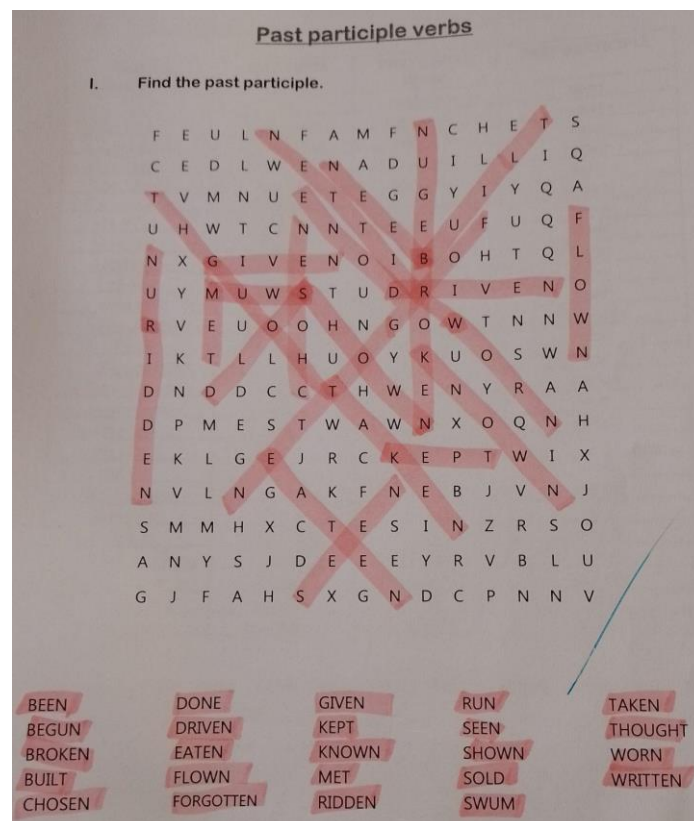 Past participle verbs
I. Find the past participle.
F E U L N F A M F N C H E T S
C E D L W E N A D U I L L I Q
T V M N U E T E G G Y I Y Q A
U H W T C N N T E E U F U Q F
N X G I V E N O I B O H T Q L
U Y M U W S T U D R I V E N O
R V E U O O H N G O W T N N W
I K T L L H U O Y K U O S W N
D N D D C C T H W E N Y R A A
D P M E S T W A W N X O Q N H
E K L G E J R C K E P T W I X
N V L N G A K F N E B J V N J
S M M H X C T E S I N Z R S O
A N Y S J D E E E Y R V B L U
G J F A H S X G N D C P N N V
BEEN DONE GIVEN RUN TAKEN
BEGUN DRIVEN KEPT SEEN THOUGHT
BROKEN EATEN KNOWN SHOWN WORN
BUILT FLOWN MET SOLD WRITTEN
CHOSEN FORGOTTEN RIDDEN SWUM